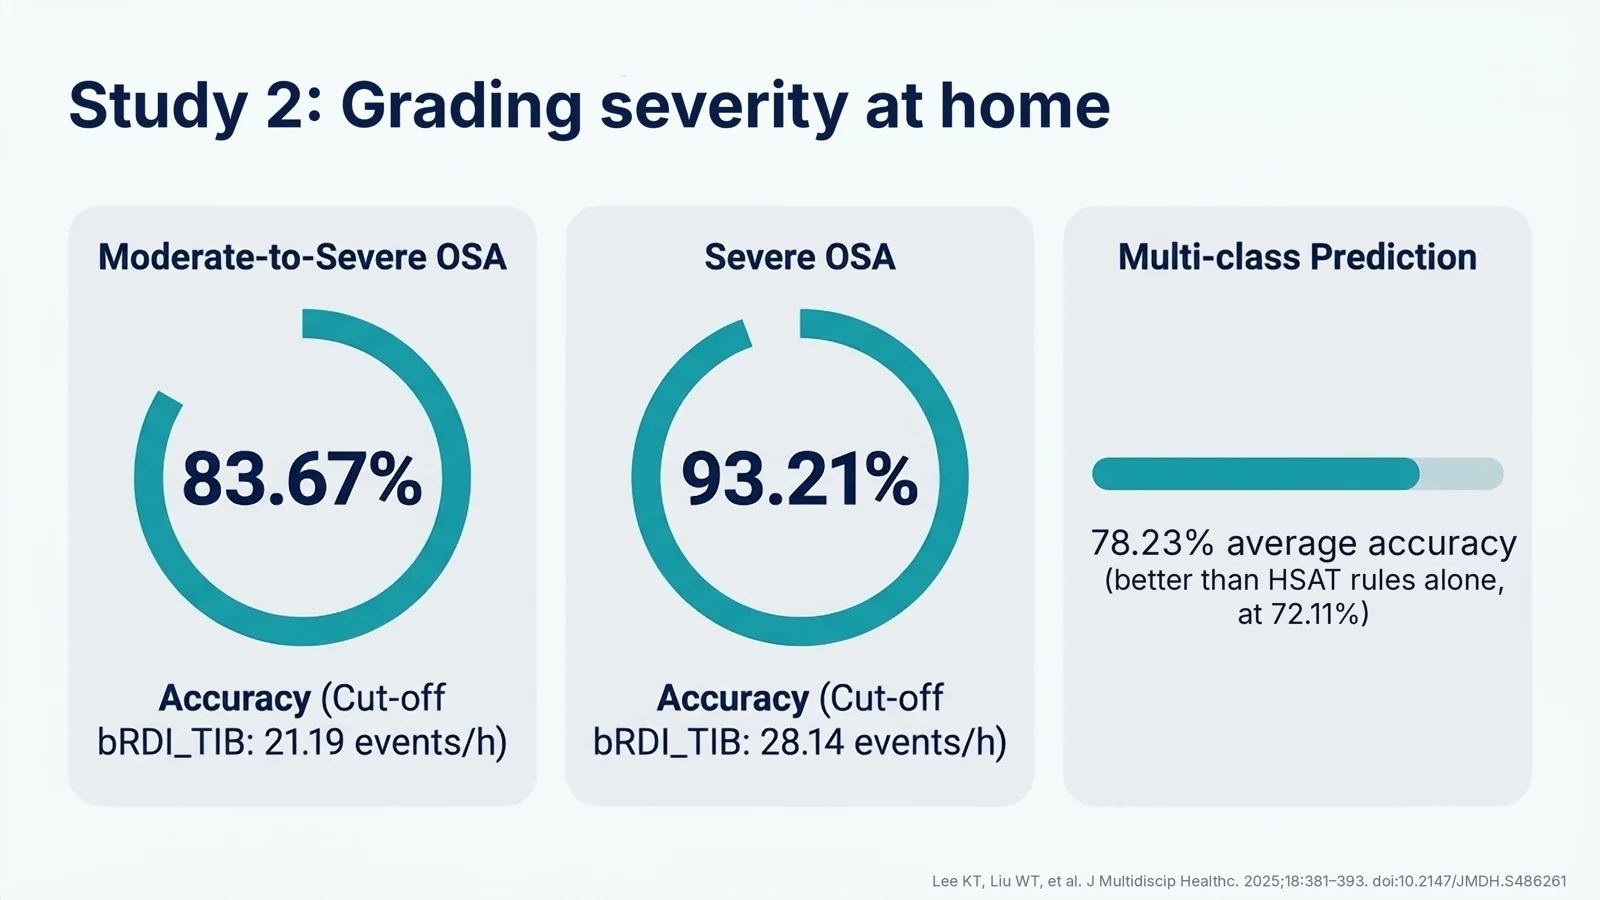 Study 2: Grading severity at home
Moderate-to-Severe OSA
83.67%
Accuracy (Cut-off
bRDI_TIB: 21.19 events/h)
Severe OSA
93.21%
Accuracy (Cut-off
bRDI_TIB: 28.14 events/h)
Multi-class Prediction
78.23% average accuracy
(better than HSAT rules alone,
at 72.11%)
Lee KT, Liu WT, et al. J Multidiscip Healthc. 2025;18:381–393. doi:10.2147/JMDH.S486261